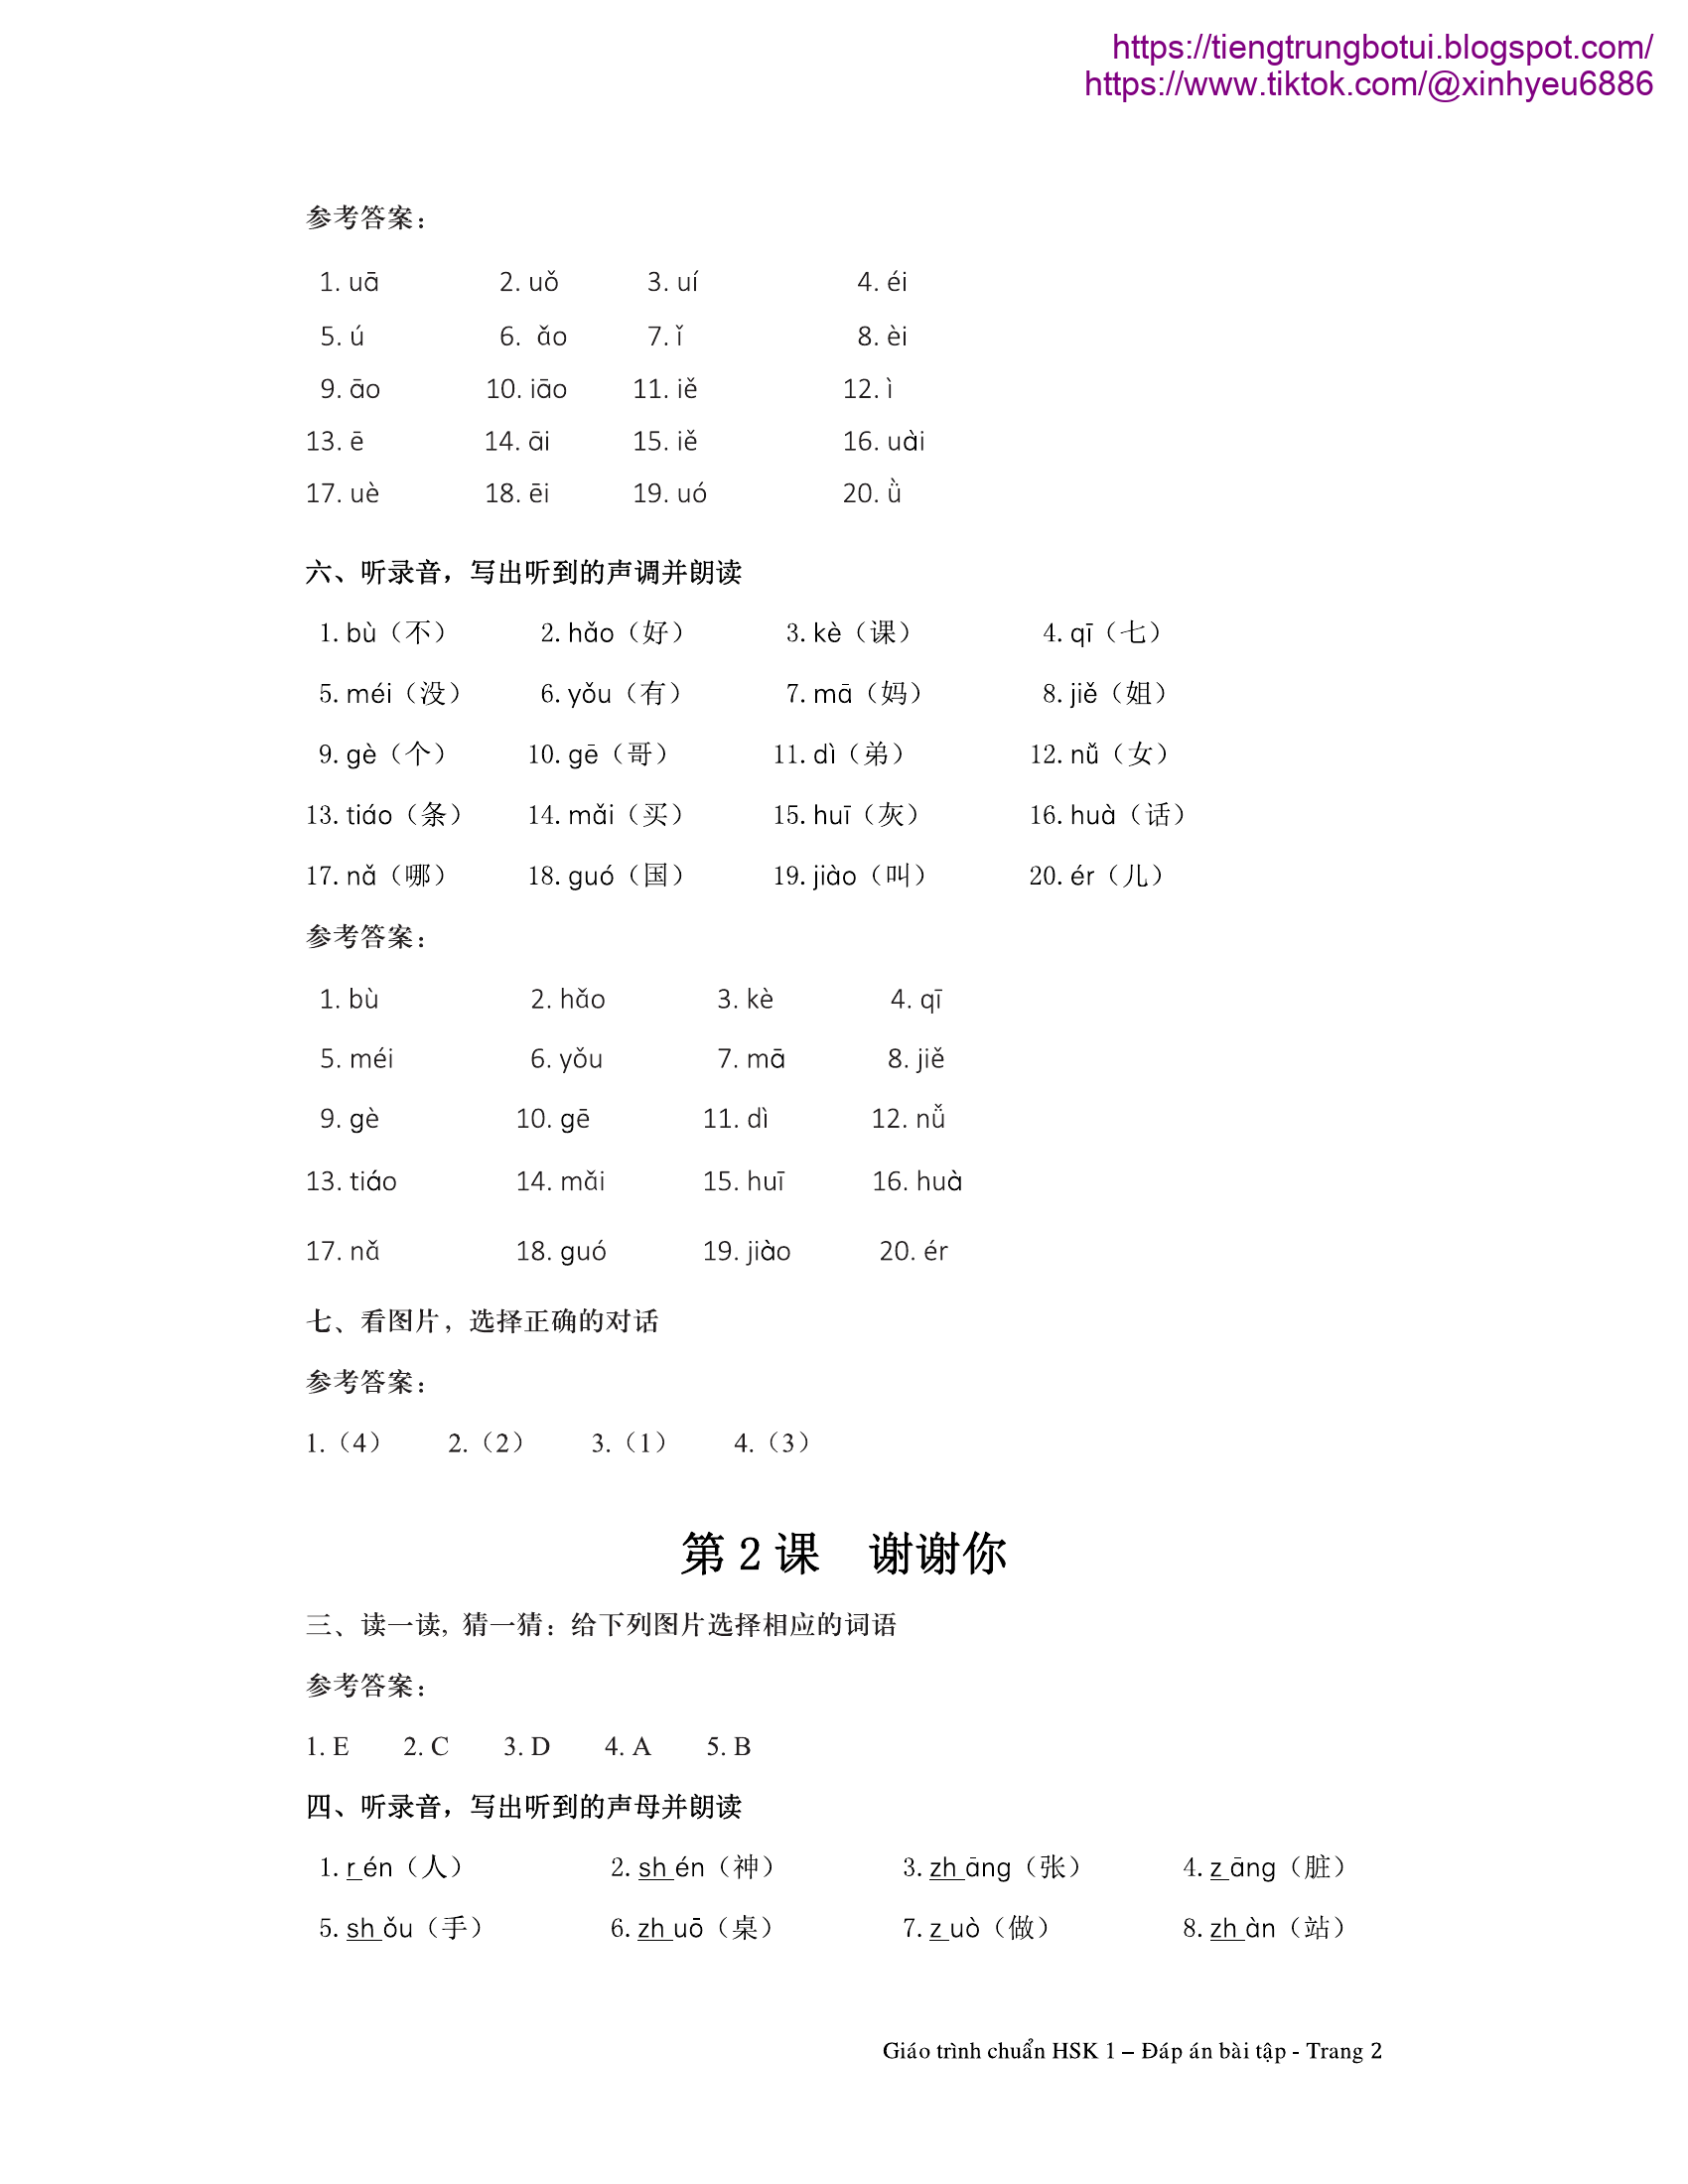 https://tiengtrungbotui.blogspot.com/
https://www.tiktok.com/@xinhyeu6886
参考答案：
1. uā 2. uǒ 3. uí 4. éi
5. ú 6. ǎo 7. ǐ 8. èi
9. āo 10. iāo 11. iě 12. ì
13. ē 14. āi 15. iě 16. uài
17. uè 18. ēi 19. uó 20. ǜ
六、听录音，写出听到的声调并朗读
1. bù（不） 2. hǎo（好） 3. kè（课） 4. qī（七）
5. méi（没） 6. yǒu（有） 7. mā（妈） 8. jiě（姐）
9. gè（个） 10. gē（哥） 11. dì（弟） 12. nǚ（女）
13. tiáo（条） 14. mǎi（买） 15. huī（灰） 16. huà（话）
17. nǎ（哪） 18. guó（国） 19. jiào（叫） 20. ér（儿）
参考答案：
1. bù 2. hǎo 3. kè 4. qī
5. méi 6. yǒu 7. mā 8. jiě
9. gè 10. gē 11. dì 12. nǚ
13. tiáo 14. mǎi 15. huī 16. huà
17. nǎ 18. guó 19. jiào 20. ér
七、看图片，选择正确的对话
参考答案：
1.（4） 2.（2） 3.（1） 4.（3）
第 2 课 谢谢你
三、读一读, 猜一猜：给下列图片选择相应的词语
参考答案：
1. E 2. C 3. D 4. A 5. B
四、听录音，写出听到的声母并朗读
1. r én（人） 2. sh én（神） 3. zh āng（张） 4. z āng（脏）
5. sh ǒu（手） 6. zh uō（桌） 7. z uò（做） 8. zh àn（站）
Giáo trình chuẩn HSK 1 – Đáp án bài tập - Trang 2